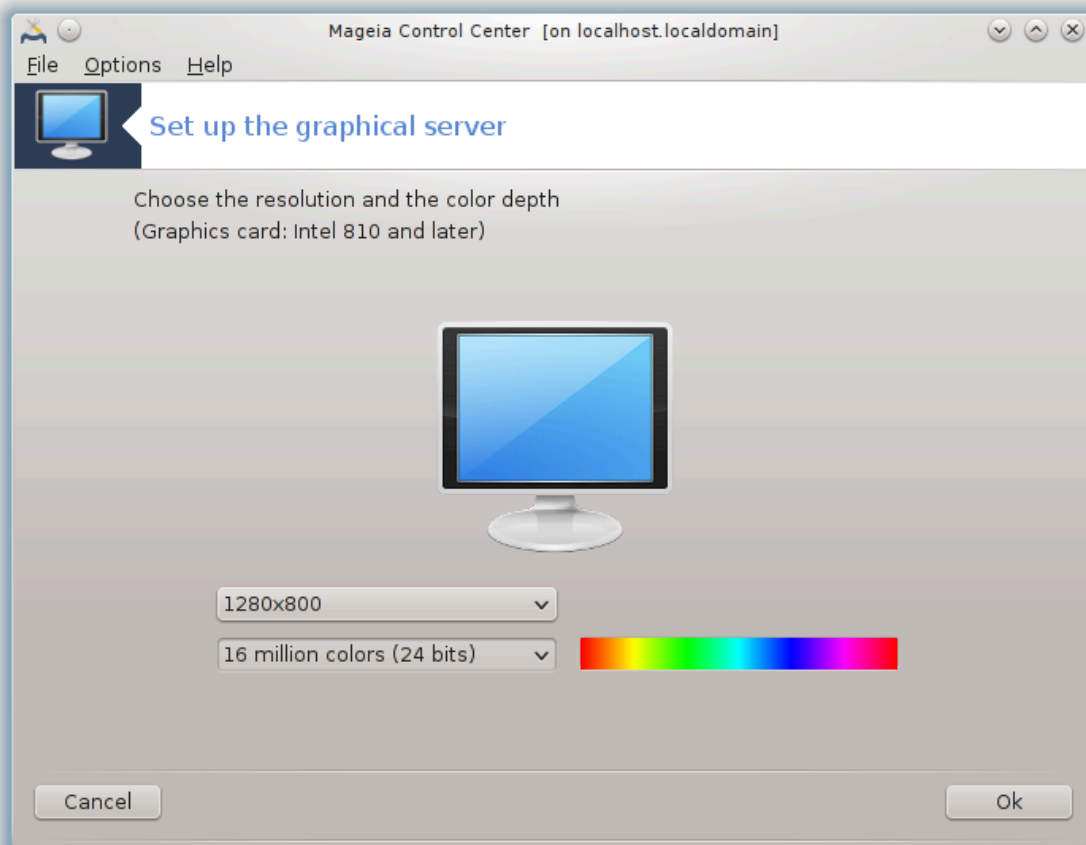 Mageia Control Center [on localhost.localdomain]
File Options Help
Set up the graphical server
Choose the resolution and the color depth
(Graphics card: Intel 810 and later)
1280x800
16 million colors (24 bits)
Cancel Ok